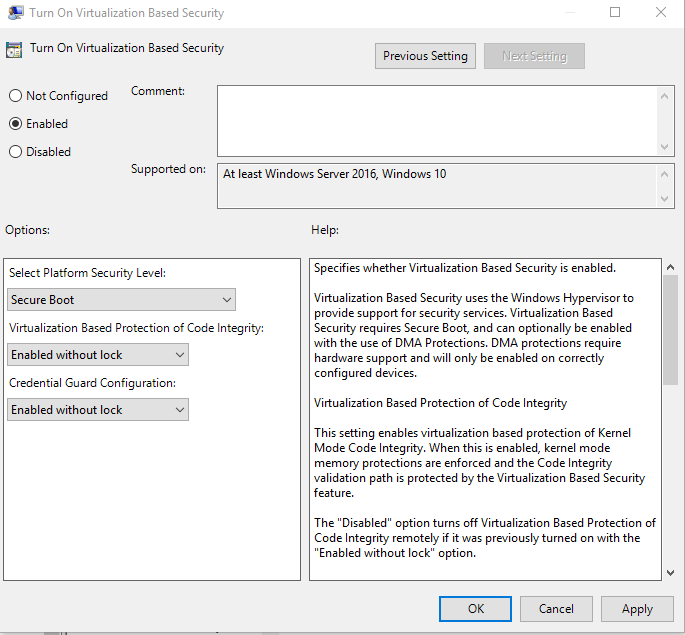 Turn On Virtualization Based Security
Turn On Virtualization Based Security
Previous Setting
Next Setting
Not Configured
Enabled
Disabled
Comment:
Supported on:
At least Windows Server 2016, Windows 10
Options:
Help:
Select Platform Security Level:
Secure Boot
Virtualization Based Protection of Code Integrity:
Enabled without lock
Credential Guard Configuration:
Enabled without lock
Specifies whether Virtualization Based Security is enabled.
Virtualization Based Security uses the Windows Hypervisor to
provide support for security services. Virtualization Based
Security requires Secure Boot, and can optionally be enabled
with the use of DMA Protections. DMA protections require
hardware support and will only be enabled on correctly
configured devices.
Virtualization Based Protection of Code Integrity
This setting enables virtualization based protection of Kernel
Mode Code Integrity. When this is enabled, kernel mode
memory protections are enforced and the Code Integrity
validation path is protected by the Virtualization Based Security
feature.
The "Disabled" option turns off Virtualization Based Protection of
Code Integrity remotely if it was previously turned on with the
"Enabled without lock" option.
OK
Cancel
Apply